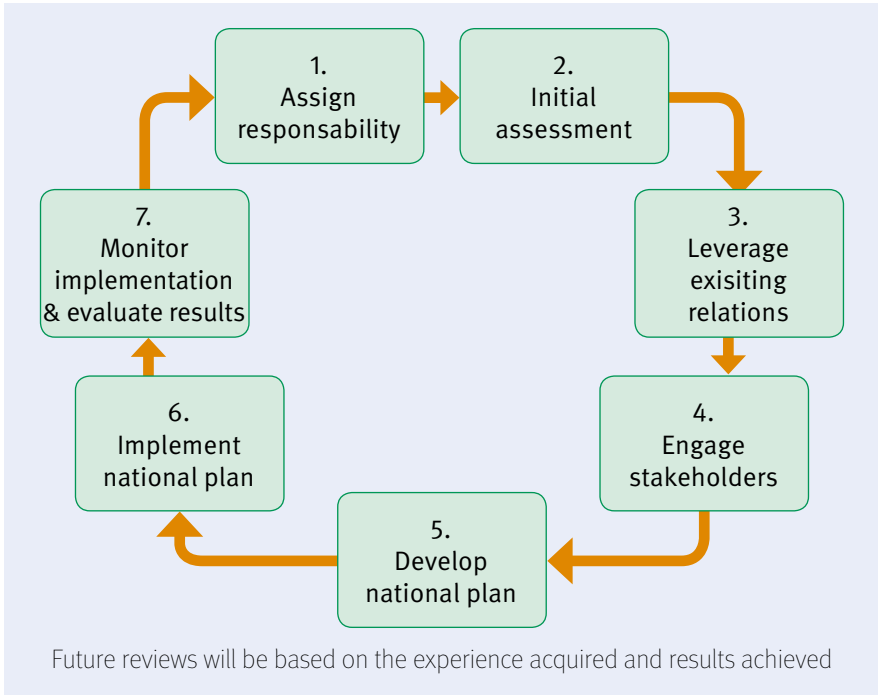 1.
Assign
responsability
2.
Initial
assessment
3.
Leverage
exisiting
relations
4.
Engage
stakeholders
5.
Develop
national plan
6.
Implement
national plan
7.
Monitor
implementation
& evaluate results
Future reviews will be based on the experience acquired and results achieved